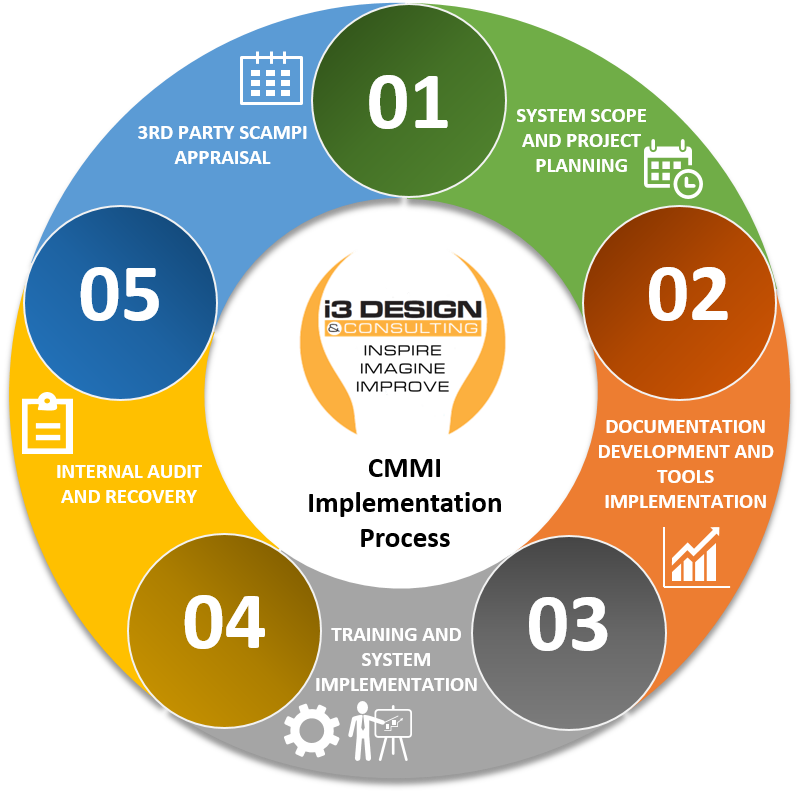 01
SYSTEM SCOPE
AND PROJECT
PLANNING
02
DOCUMENTATION
DEVELOPMENT AND
TOOLS
IMPLEMENTATION
03
TRAINING AND
SYSTEM
IMPLEMENTATION
04
INTERNAL AUDIT
AND RECOVERY
05
3RD PARTY SCAMPI
APPRAISAL
i3 DESIGN
&CONSULTING
INSPIRE
IMAGINE
IMPROVE
CMMI
Implementation
Process